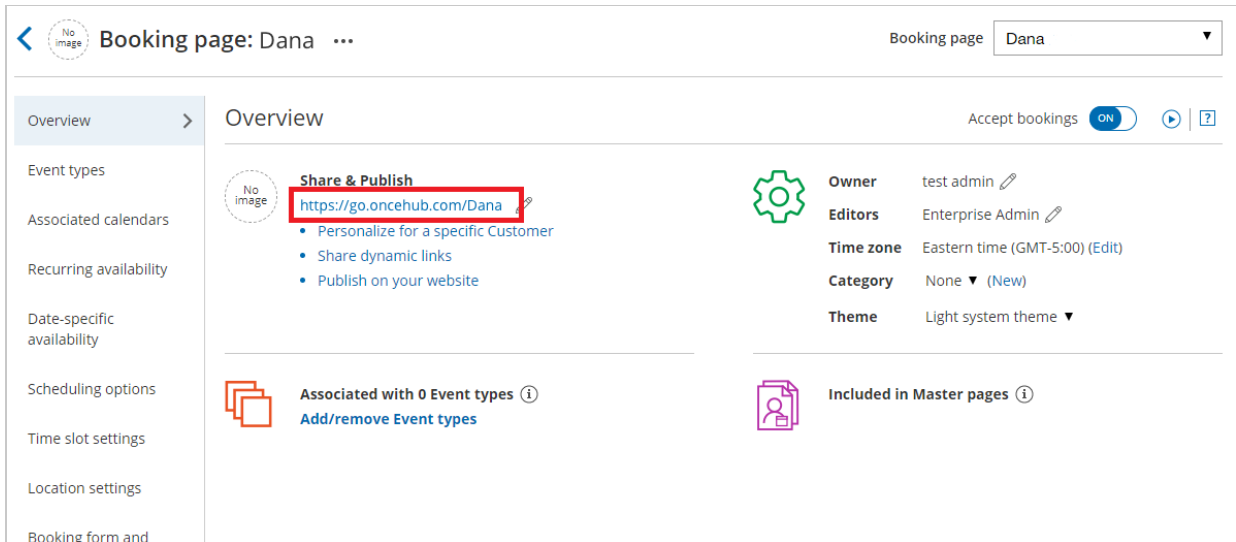 No image
Booking page: Dana ...
Booking page
Dana
Overview
Event types
Associated calendars
Recurring availability
Date-specific
availability
Scheduling options
Time slot settings
Location settings
Booking form and
Overview
Accept bookings
ON
?
No image
Share & Publish
https://go.oncehub.com/Dana
• Personalize for a specific Customer
• Share dynamic links
• Publish on your website
Owner test admin
Editors Enterprise Admin
Time zone Eastern time (GMT-5:00) (Edit)
Category None ▼ (New)
Theme Light system theme ▼
Associated with 0 Event types i
Add/remove Event types
Included in Master pages i